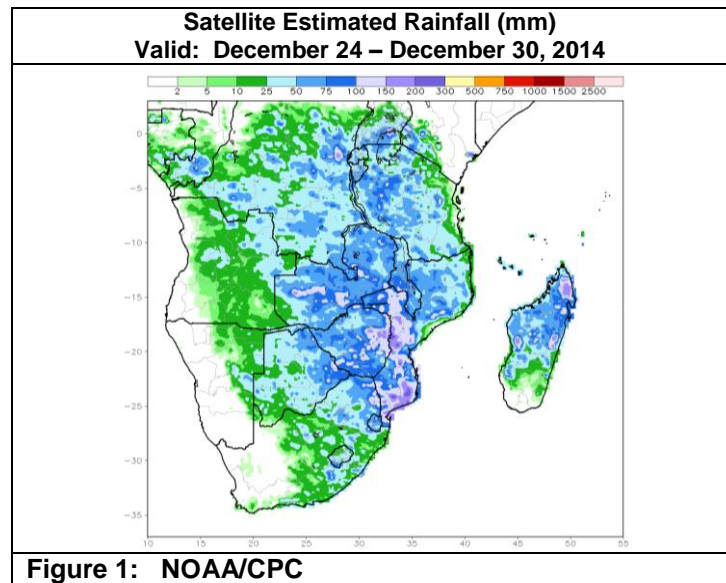 Satellite Estimated Rainfall (mm)
Valid: December 24 – December 30, 2014
2 5 10 25 50 75 100 150 200 300 500 750 1000 1500 2500
0
−5
−10
−15
−20
−25
−30
−35
10 15 20 25 30 35 40 45 50 55
Figure 1: NOAA/CPC